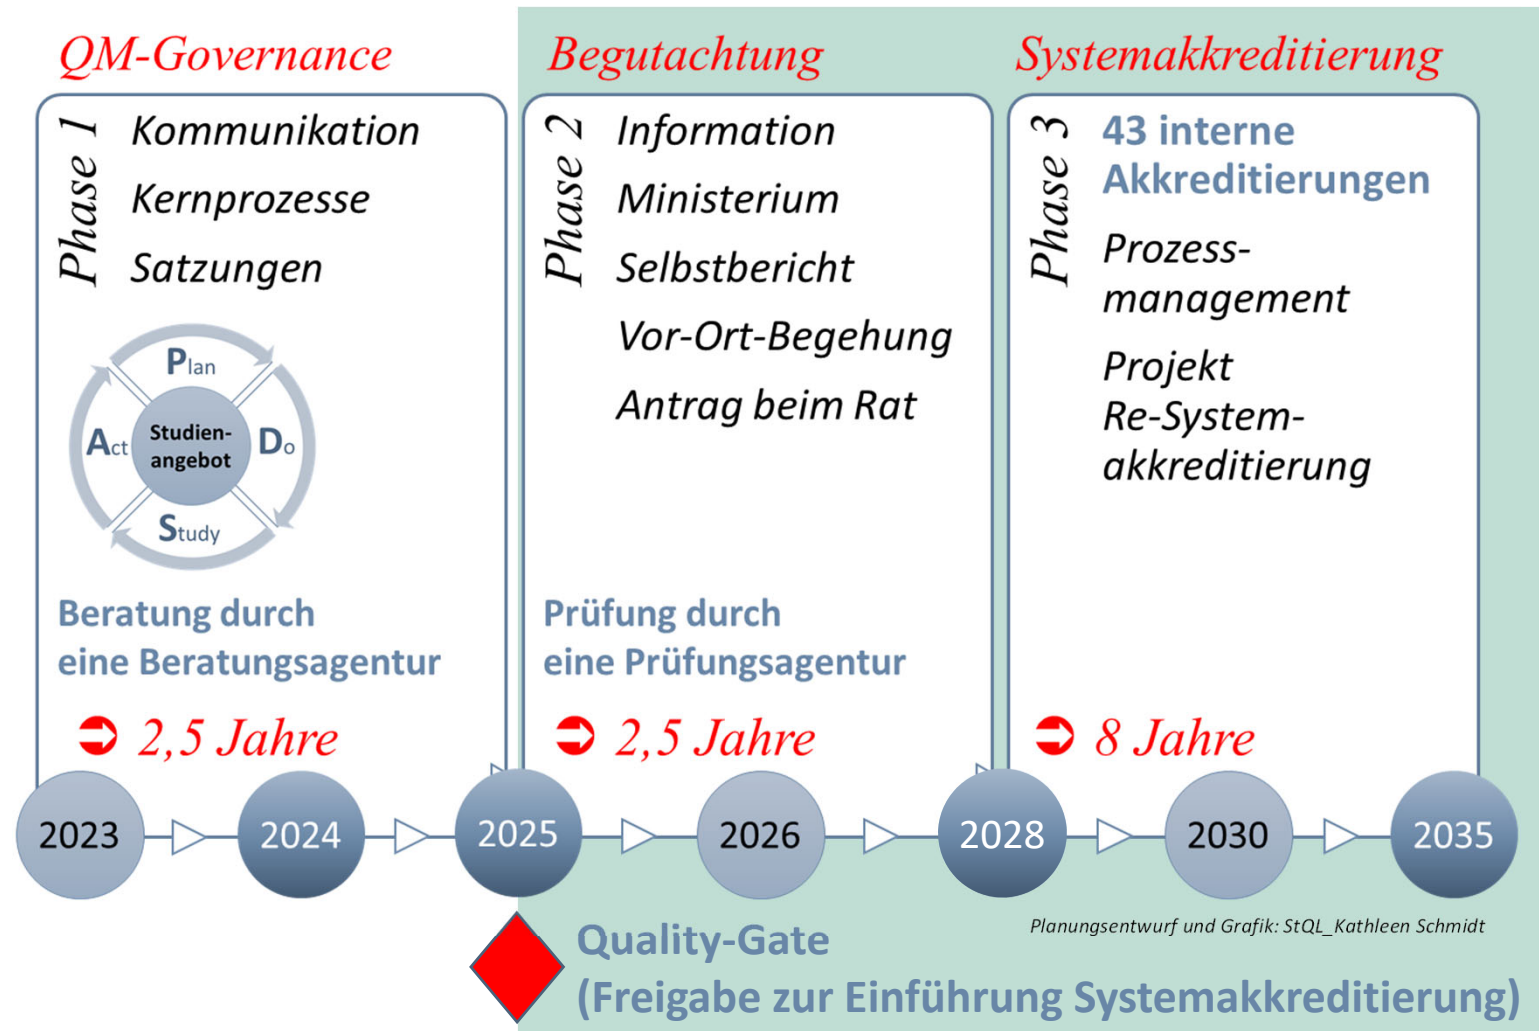 QM-Governance
Phase 1
Kommunikation
Kernprozesse
Satzungen
Plan
Do
Study
Act
Studien-
angebot
Beratung durch
eine Beratungsagentur
2,5 Jahre
Begutachtung
Phase 2
Information
Ministerium
Selbstbericht
Vor-Ort-Begehung
Antrag beim Rat
Prüfung durch
eine Prüfungsagentur
2,5 Jahre
Systemakkreditierung
Phase 3
43 interne
Akkreditierungen
Prozess-
management
Projekt
Re-System-
akkreditierung
8 Jahre
2023
2024
2025
2026
2028
2030
2035
Planungsentwurf und Grafik: StQL_Kathleen Schmidt
Quality-Gate
(Freigabe zur Einführung Systemakkreditierung)